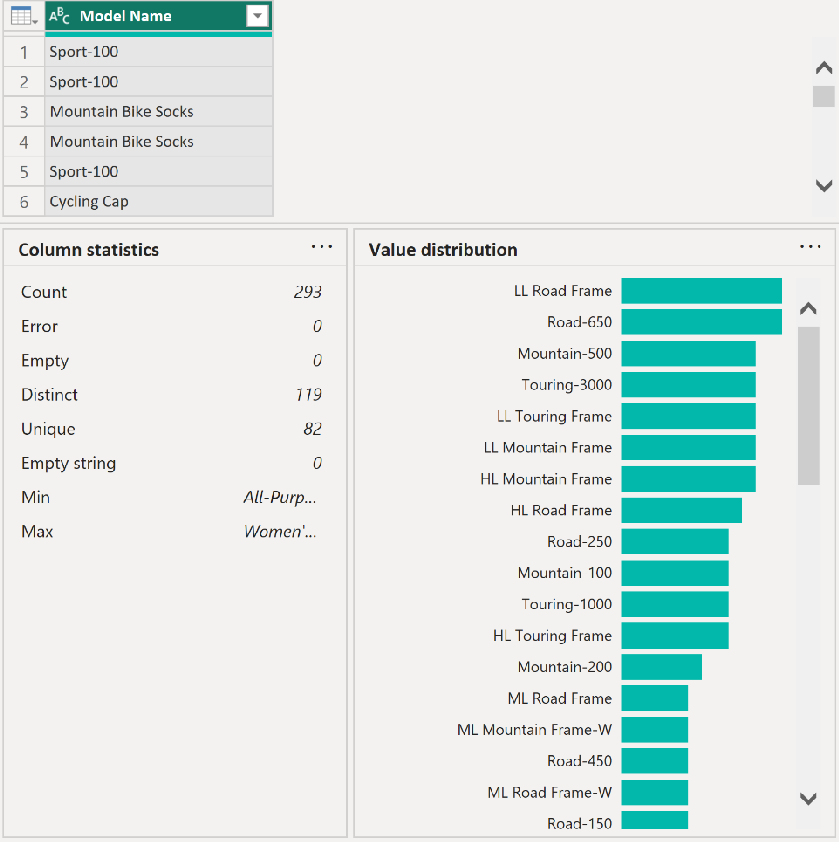 ABC Model Name
1 Sport-100
2 Sport-100
3 Mountain Bike Socks
4 Mountain Bike Socks
5 Sport-100
6 Cycling Cap
Column statistics ...
Count 293
Error 0
Empty 0
Distinct 119
Unique 82
Empty string 0
Min All-Purp...
Max Women'...
Value distribution ...
LL Road Frame
Road-650
Mountain-500
Touring-3000
LL Touring Frame
LL Mountain Frame
HL Mountain Frame
HL Road Frame
Road-250
Mountain-100
Touring-1000
HL Touring Frame
Mountain-200
ML Road Frame
ML Mountain Frame-W
Road-450
ML Road Frame-W
Road-150